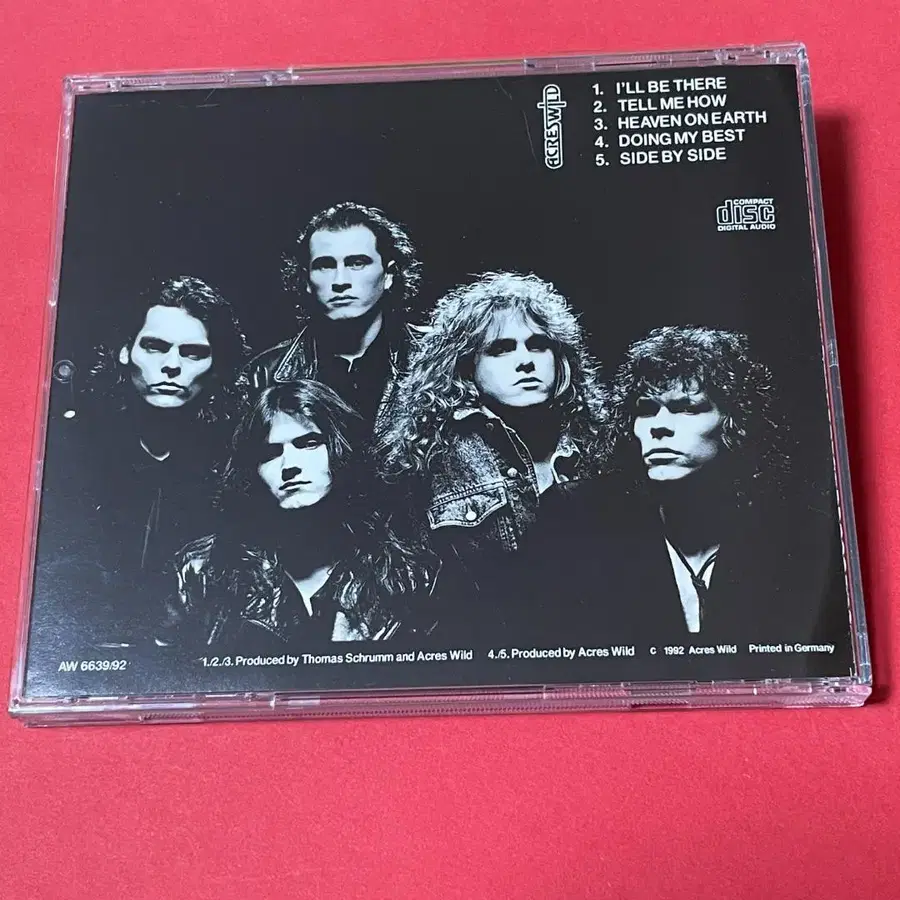 ACRES WILD
1. I'LL BE THERE
2. TELL ME HOW
3. HEAVEN ON EARTH
4. DOING MY BEST
5. SIDE BY SIDE
COMPACT
disc
DIGITAL AUDIO
AW 6639/92 1./2./3. Produced by Thomas Schrumm and Acres Wild 4./5. Produced by Acres Wild c 1992 Acres Wild Printed in Germany